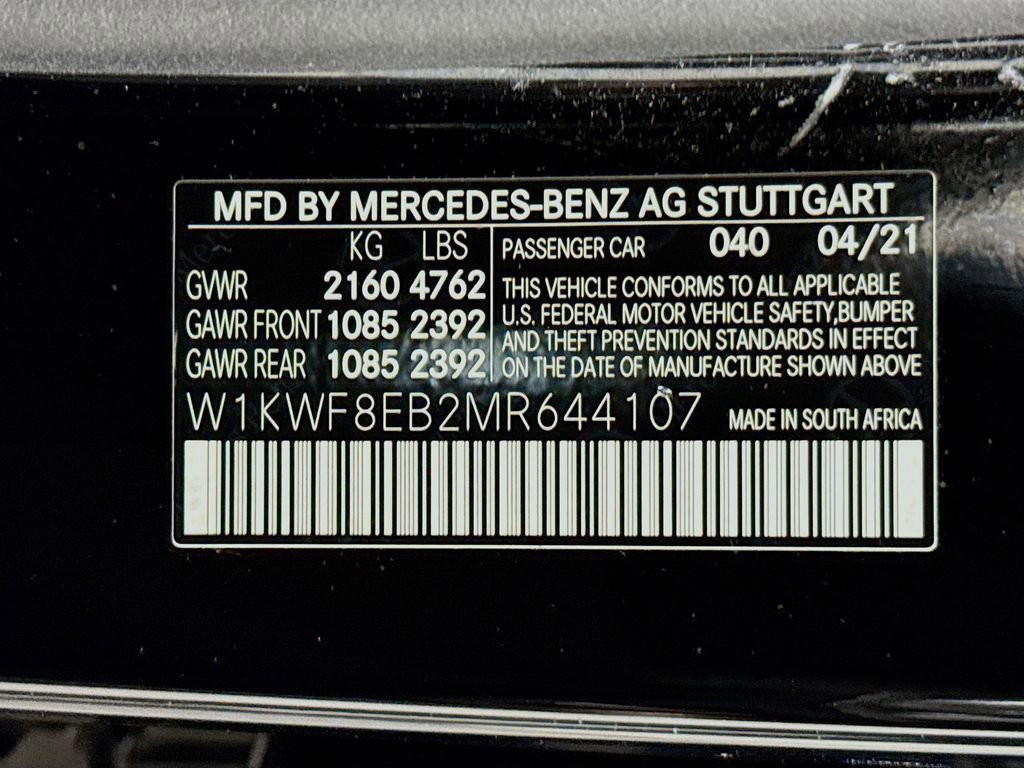 MFD BY MERCEDES-BENZ AG STUTTGART
KG LBS
GVWR 2160 4762
GAWR FRONT 1085 2392
GAWR REAR 1085 2392
PASSENGER CAR 040 04/21
THIS VEHICLE CONFORMS TO ALL APPLICABLE
U.S. FEDERAL MOTOR VEHICLE SAFETY,BUMPER
AND THEFT PREVENTION STANDARDS IN EFFECT
ON THE DATE OF MANUFACTURE SHOWN ABOVE
W1KWF8EB2MR644107 MADE IN SOUTH AFRICA